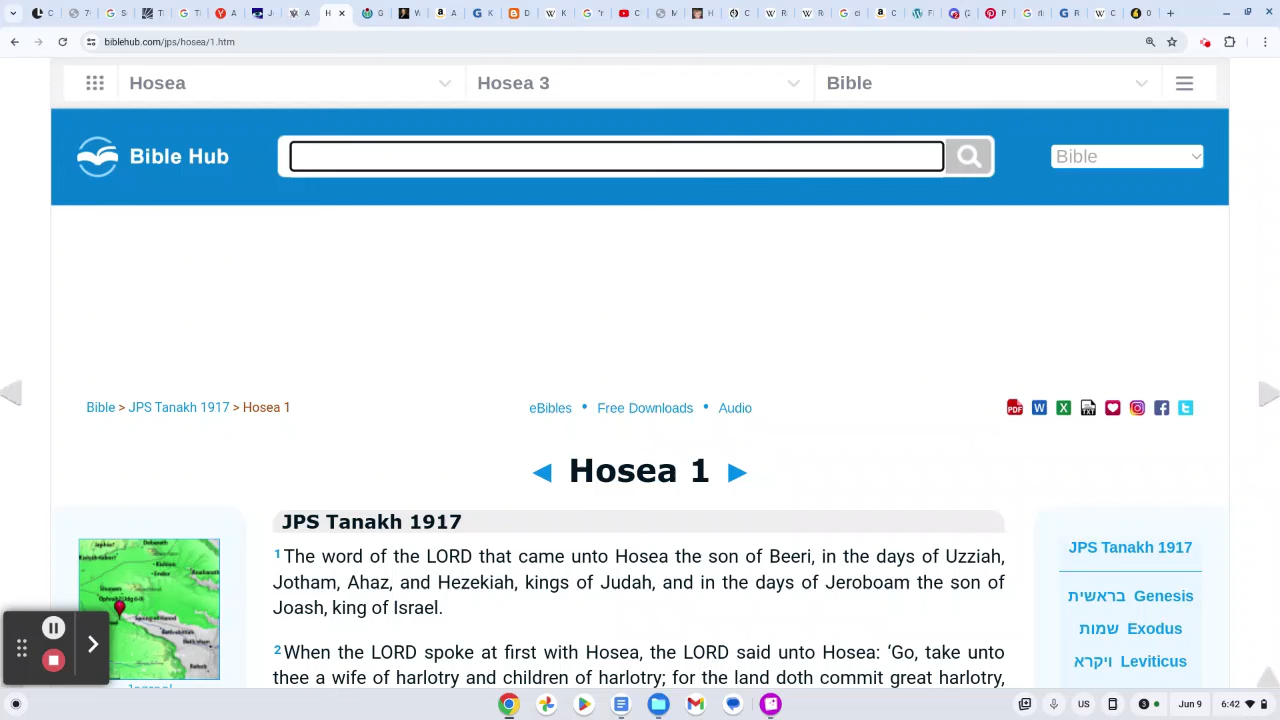 biblehub.com/jps/hosea/1.htm
Hosea
Hosea 3
Bible
Bible Hub
Bible
Bible > JPS Tanakh 1917 > Hosea 1
eBibles • Free Downloads • Audio
◄ Hosea 1 ►
JPS Tanakh 1917
1 The word of the LORD that came unto Hosea the son of Beeri, in the days of Uzziah,
Jotham, Ahaz, and Hezekiah, kings of Judah, and in the days of Jeroboam the son of
Joash, king of Israel.
2 When the LORD spoke at first with Hosea, the LORD said unto Hosea: ‘Go, take unto
thee a wife of harlotry and children of harlotry; for the land doth commit great harlotry,
JPS Tanakh 1917
בראשית Genesis
שמות Exodus
ויקרא Leviticus
US
3
Jun 9
6:42